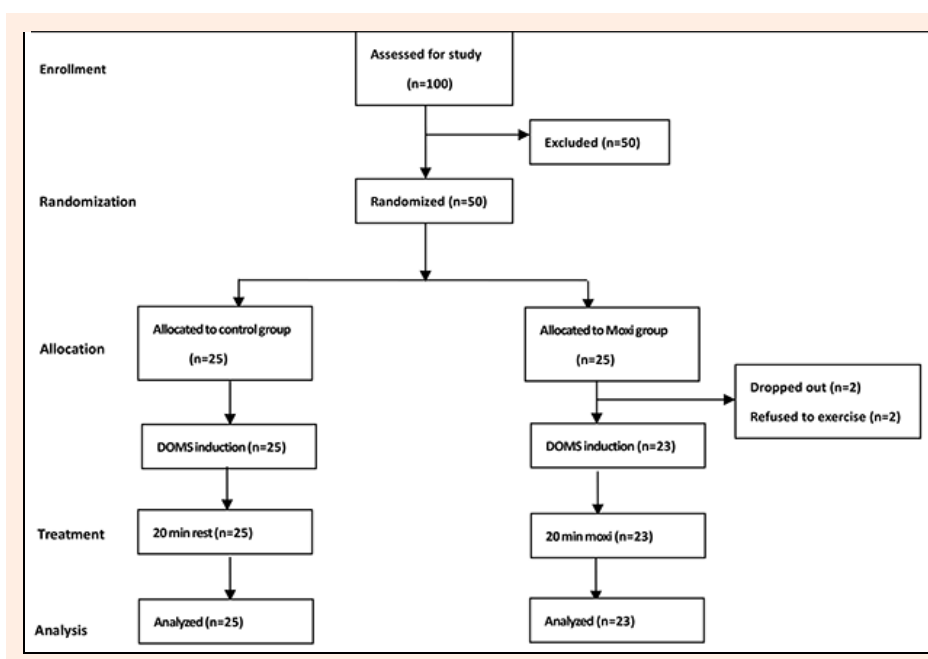 Enrollment
Assessed for study
(n=100)
Excluded (n=50)
Randomization
Randomized (n=50)
Allocation
Allocated to control group
(n=25)
Allocated to Moxi group
(n=25)
Dropped out (n=2)
Refused to exercise (n=2)
DOMS induction (n=25)
DOMS induction (n=23)
Treatment
20 min rest (n=25)
20 min moxi (n=23)
Analysis
Analyzed (n=25)
Analyzed (n=23)